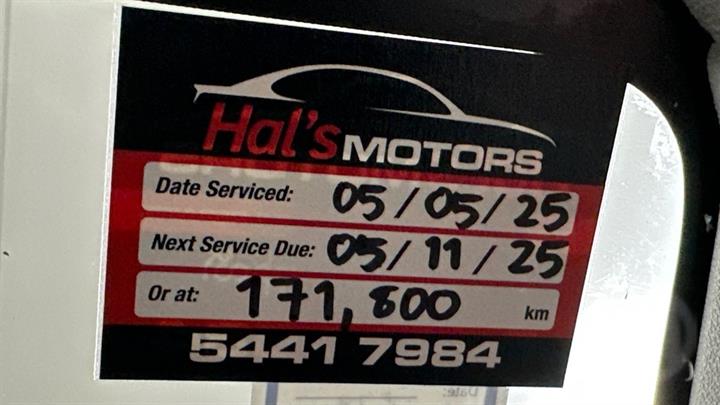 Hal's MOTORS
Date Serviced: 05/05/25
Next Service Due: 05/11/25
Or at: 171,800 km
5441 7984
Date: